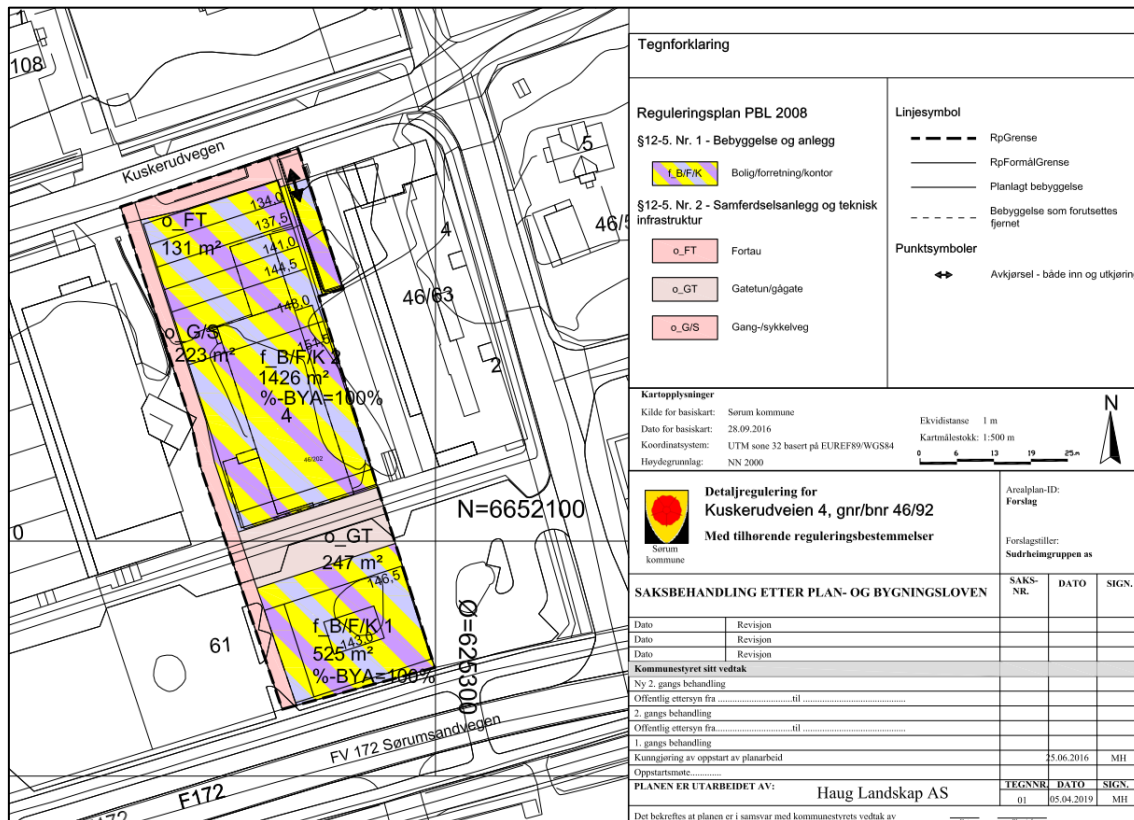 108
Kuskerudvegen
134,0
o_FT
137,5
131 m²
141,0
144,5
148,0
151,5
o_G/S
223 m²
f_B/F/K 2
1426 m²
%-BYA=100%
4
46/202
5
4
46/63
2
N=6652100
0
o_GT
247 m²
146,5
f_B/F/K 1
143,0
525 m²
%-BYA=100%
61
Ø=625300
FV 172 Sørumsandvegen
F172
Tegnforklaring
Reguleringsplan PBL 2008
§12-5. Nr. 1 - Bebyggelse og anlegg
f_B/F/K Bolig/forretning/kontor
§12-5. Nr. 2 - Samferdselsanlegg og teknisk
infrastruktur
o_FT Fortau
o_GT Gatetun/gågate
o_G/S Gang-/sykkelveg
Linjesymbol
RpGrense
RpFormålGrense
Planlagt bebyggelse
Bebyggelse som forutsettes
fjernet
Punktsymboler
Avkjørsel - både inn og utkjøring
Kartopplysninger
Kilde for basiskart: Sørum kommune
Dato for basiskart: 28.09.2016
Koordinatsystem: UTM sone 32 basert på EUREF89/WGS84
Høydegrunnlag: NN 2000
Ekvidistanse 1 m
Kartmålestokk: 1:500 m
0 6 13 19 25m
N
Sørum
kommune
Detaljregulering for
Kuskerudveien 4, gnr/bnr 46/92
Med tilhørende reguleringsbestemmelser
Arealplan-ID:
Forslag
Forslagstiller:
Sudrheimgruppen as
SAKSBEHANDLING ETTER PLAN- OG BYGNINGSLOVEN SAKS-NR. DATO SIGN.
Dato Revisjon
Dato Revisjon
Dato Revisjon
Kommunestyret sitt vedtak
Ny 2. gangs behandling
Offentlig ettersyn fra ..............................til ........................................
2. gangs behandling
Offentlig ettersyn fra..............................til ........................................
1. gangs behandling
Kunngjøring av oppstart av planarbeid 25.06.2016 MH
Oppstartsmøte............
PLANEN ER UTARBEIDET AV: Haug Landskap AS TEGNNR. DATO SIGN.
01 05.04.2019 MH
Det bekreftes at planen er i samsvar med kommunestyrets vedtak av